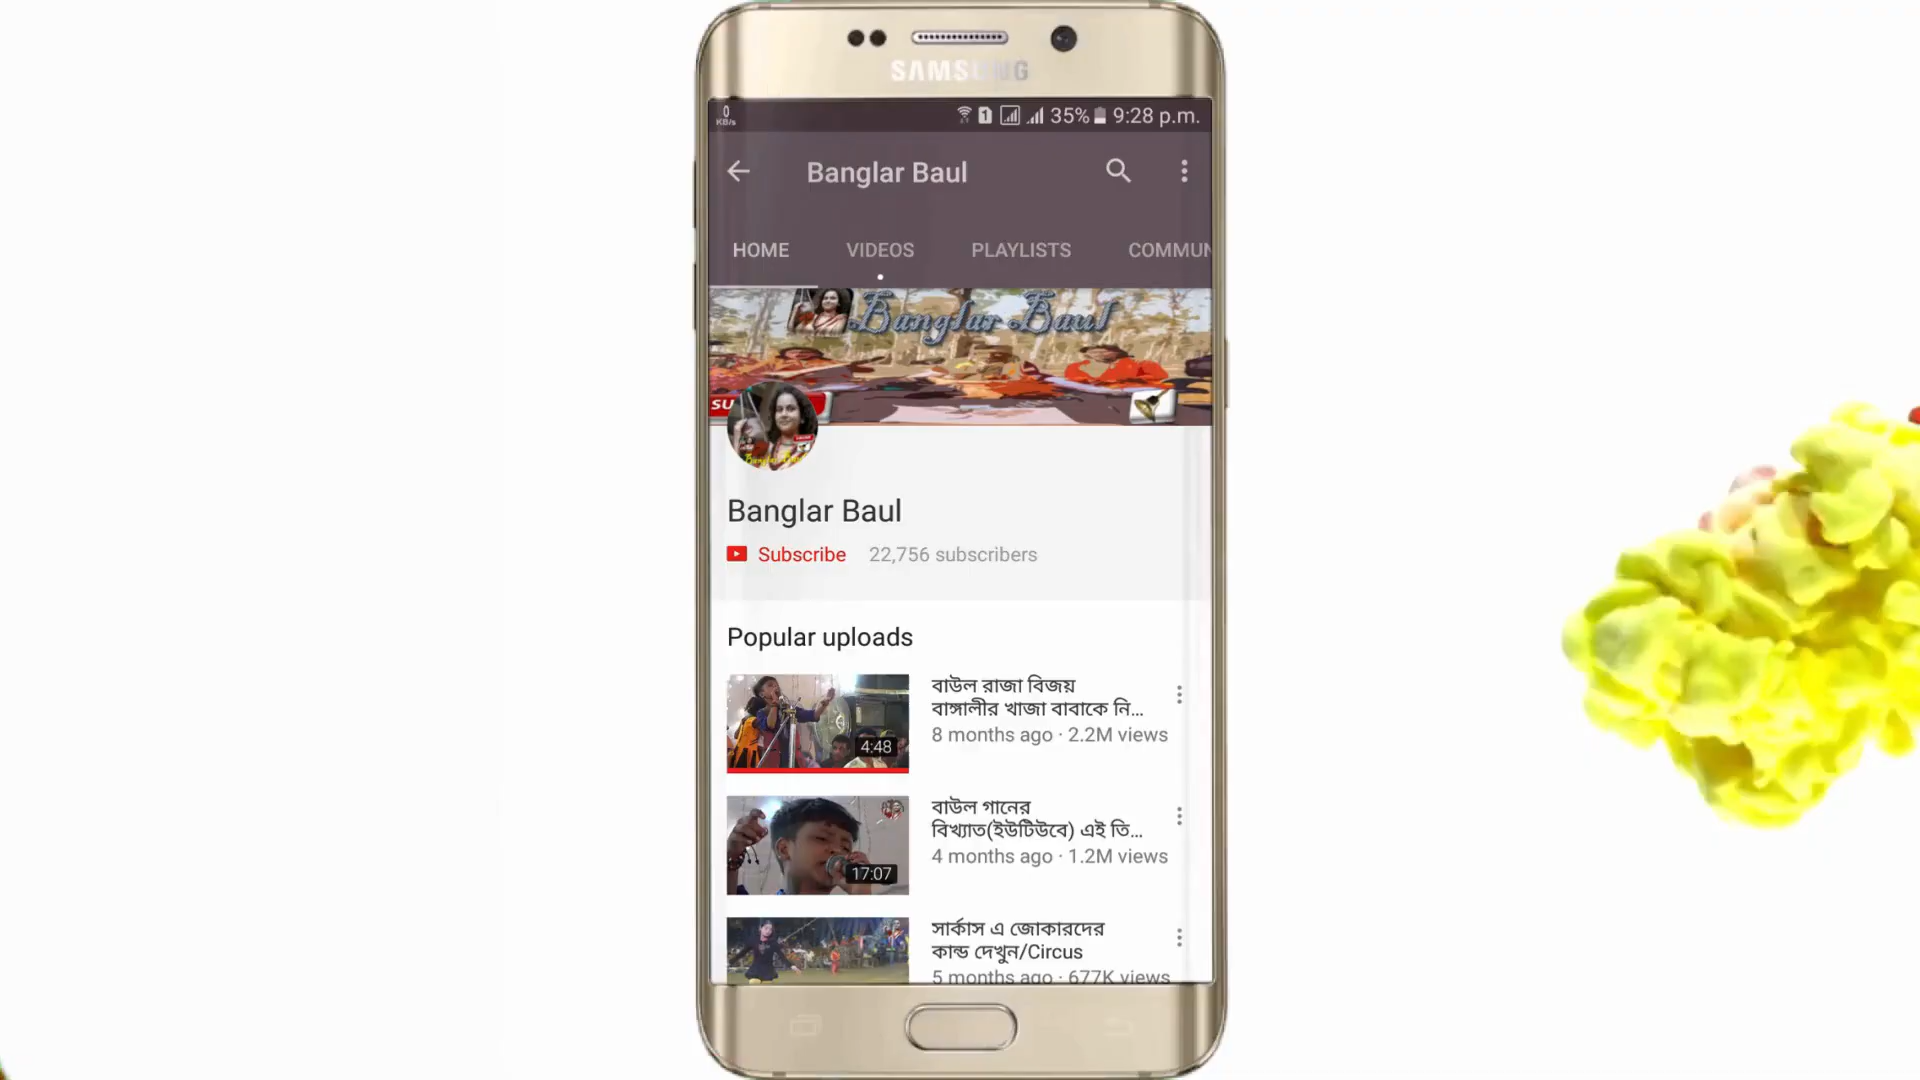 SAMSUNG
0
KB/s
1
35%
9:28 p.m.
Banglar Baul
HOME
VIDEOS
PLAYLISTS
COMMUN
Banglar Baul
SU
Banglar Baul
Subscribe
22,756 subscribers
Popular uploads
বাউল রাজা বিজয়
বাঙ্গালীর খাজা বাবাকে নি...
8 months ago · 2.2M views
4:48
বাউল গানের
বিখ্যাত(ইউটিউবে) এই তি...
4 months ago · 1.2M views
17:07
সার্কাস এ জোকারদের
কান্ড দেখুন/Circus
5 months ago · 677K views